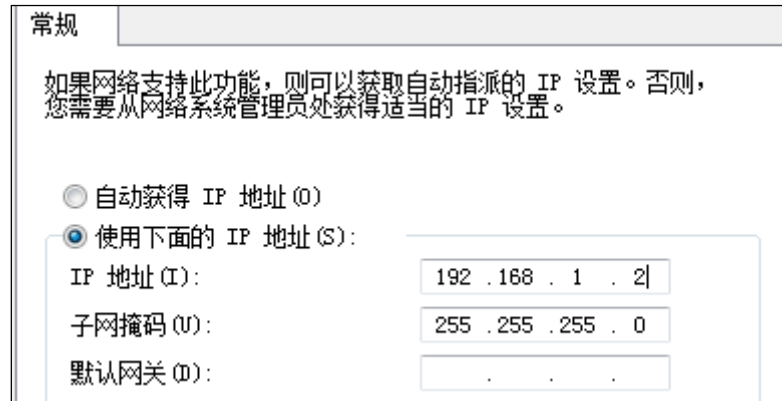 常规
如果网络支持此功能，则可以获取自动指派的 IP 设置。否则，
您需要从网络系统管理员处获得适当的 IP 设置。
自动获得 IP 地址(O)
使用下面的 IP 地址(S):
IP 地址(I): 192 .168 . 1 . 2
子网掩码(U): 255 .255 .255 . 0
默认网关(D): . . .